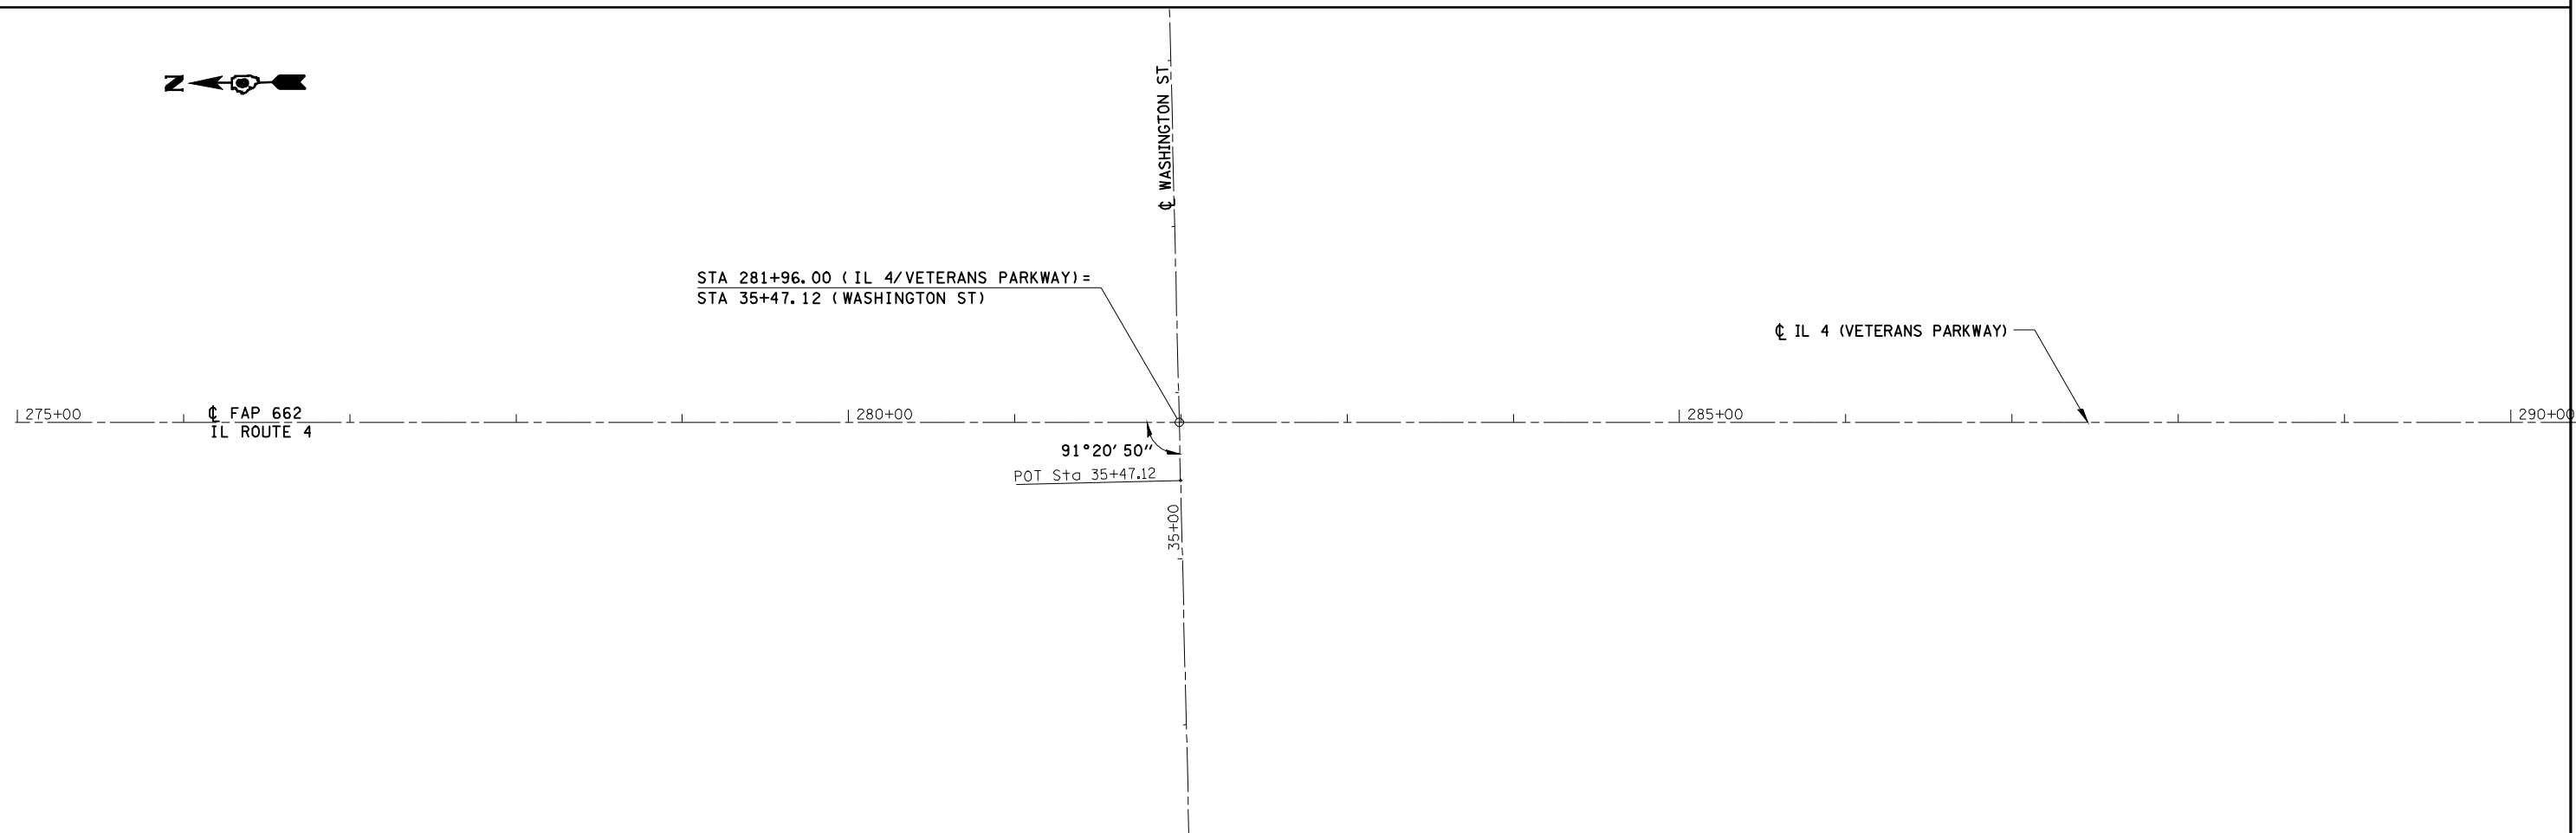 N
℄ WASHINGTON ST
STA 281+96.00 (IL 4/VETERANS PARKWAY)=
STA 35+47.12 (WASHINGTON ST)
℄ IL 4 (VETERANS PARKWAY)
275+00
℄ FAP 662
IL ROUTE 4
280+00
285+00
290+00
91°20'50"
POT Sta 35+47.12
35+00